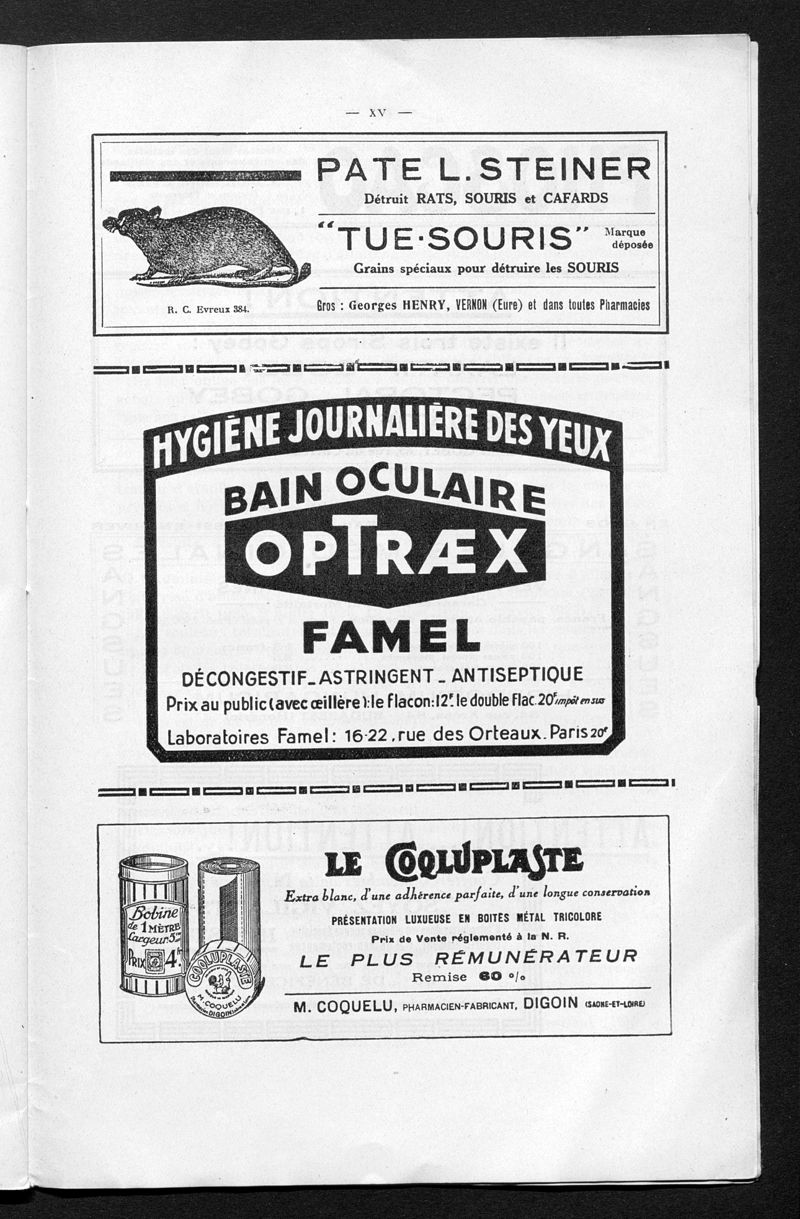 — XV —
PATE L. STEINER
Détruit RATS, SOURIS et CAFARDS
"TUE-SOURIS" Marque déposée
Grains spéciaux pour détruire les SOURIS
R. C. Evreux 384.
Gros : Georges HENRY, VERNON (Eure) et dans toutes Pharmacies
HYGIÈNE JOURNALIÈRE DES YEUX
BAIN OCULAIRE
OPTRÆX
FAMEL
DÉCONGESTIF_ASTRINGENT_ANTISEPTIQUE
Prix au public (avec œillère): le flacon: 12F. le double flac. 20F impôt en sus
Laboratoires Famel: 16-22, rue des Orteaux_Paris 20e
LE COQLUPLASTE
Extra blanc, d'une adhérence parfaite, d'une longue conservation
PRÉSENTATION LUXUEUSE EN BOITES MÉTAL TRICOLORE
Prix de Vente réglementé à la N. R.
LE PLUS RÉMUNÉRATEUR
Remise 60 %
M. COQUELU, PHARMACIEN-FABRICANT, DIGOIN (SAONE-ET-LOIRE)
Bobine
de 1 MÈTRE
Largeur 5cm
PRIX 4F
COQLUPLASTE
M. COQUELU
DIGOIN